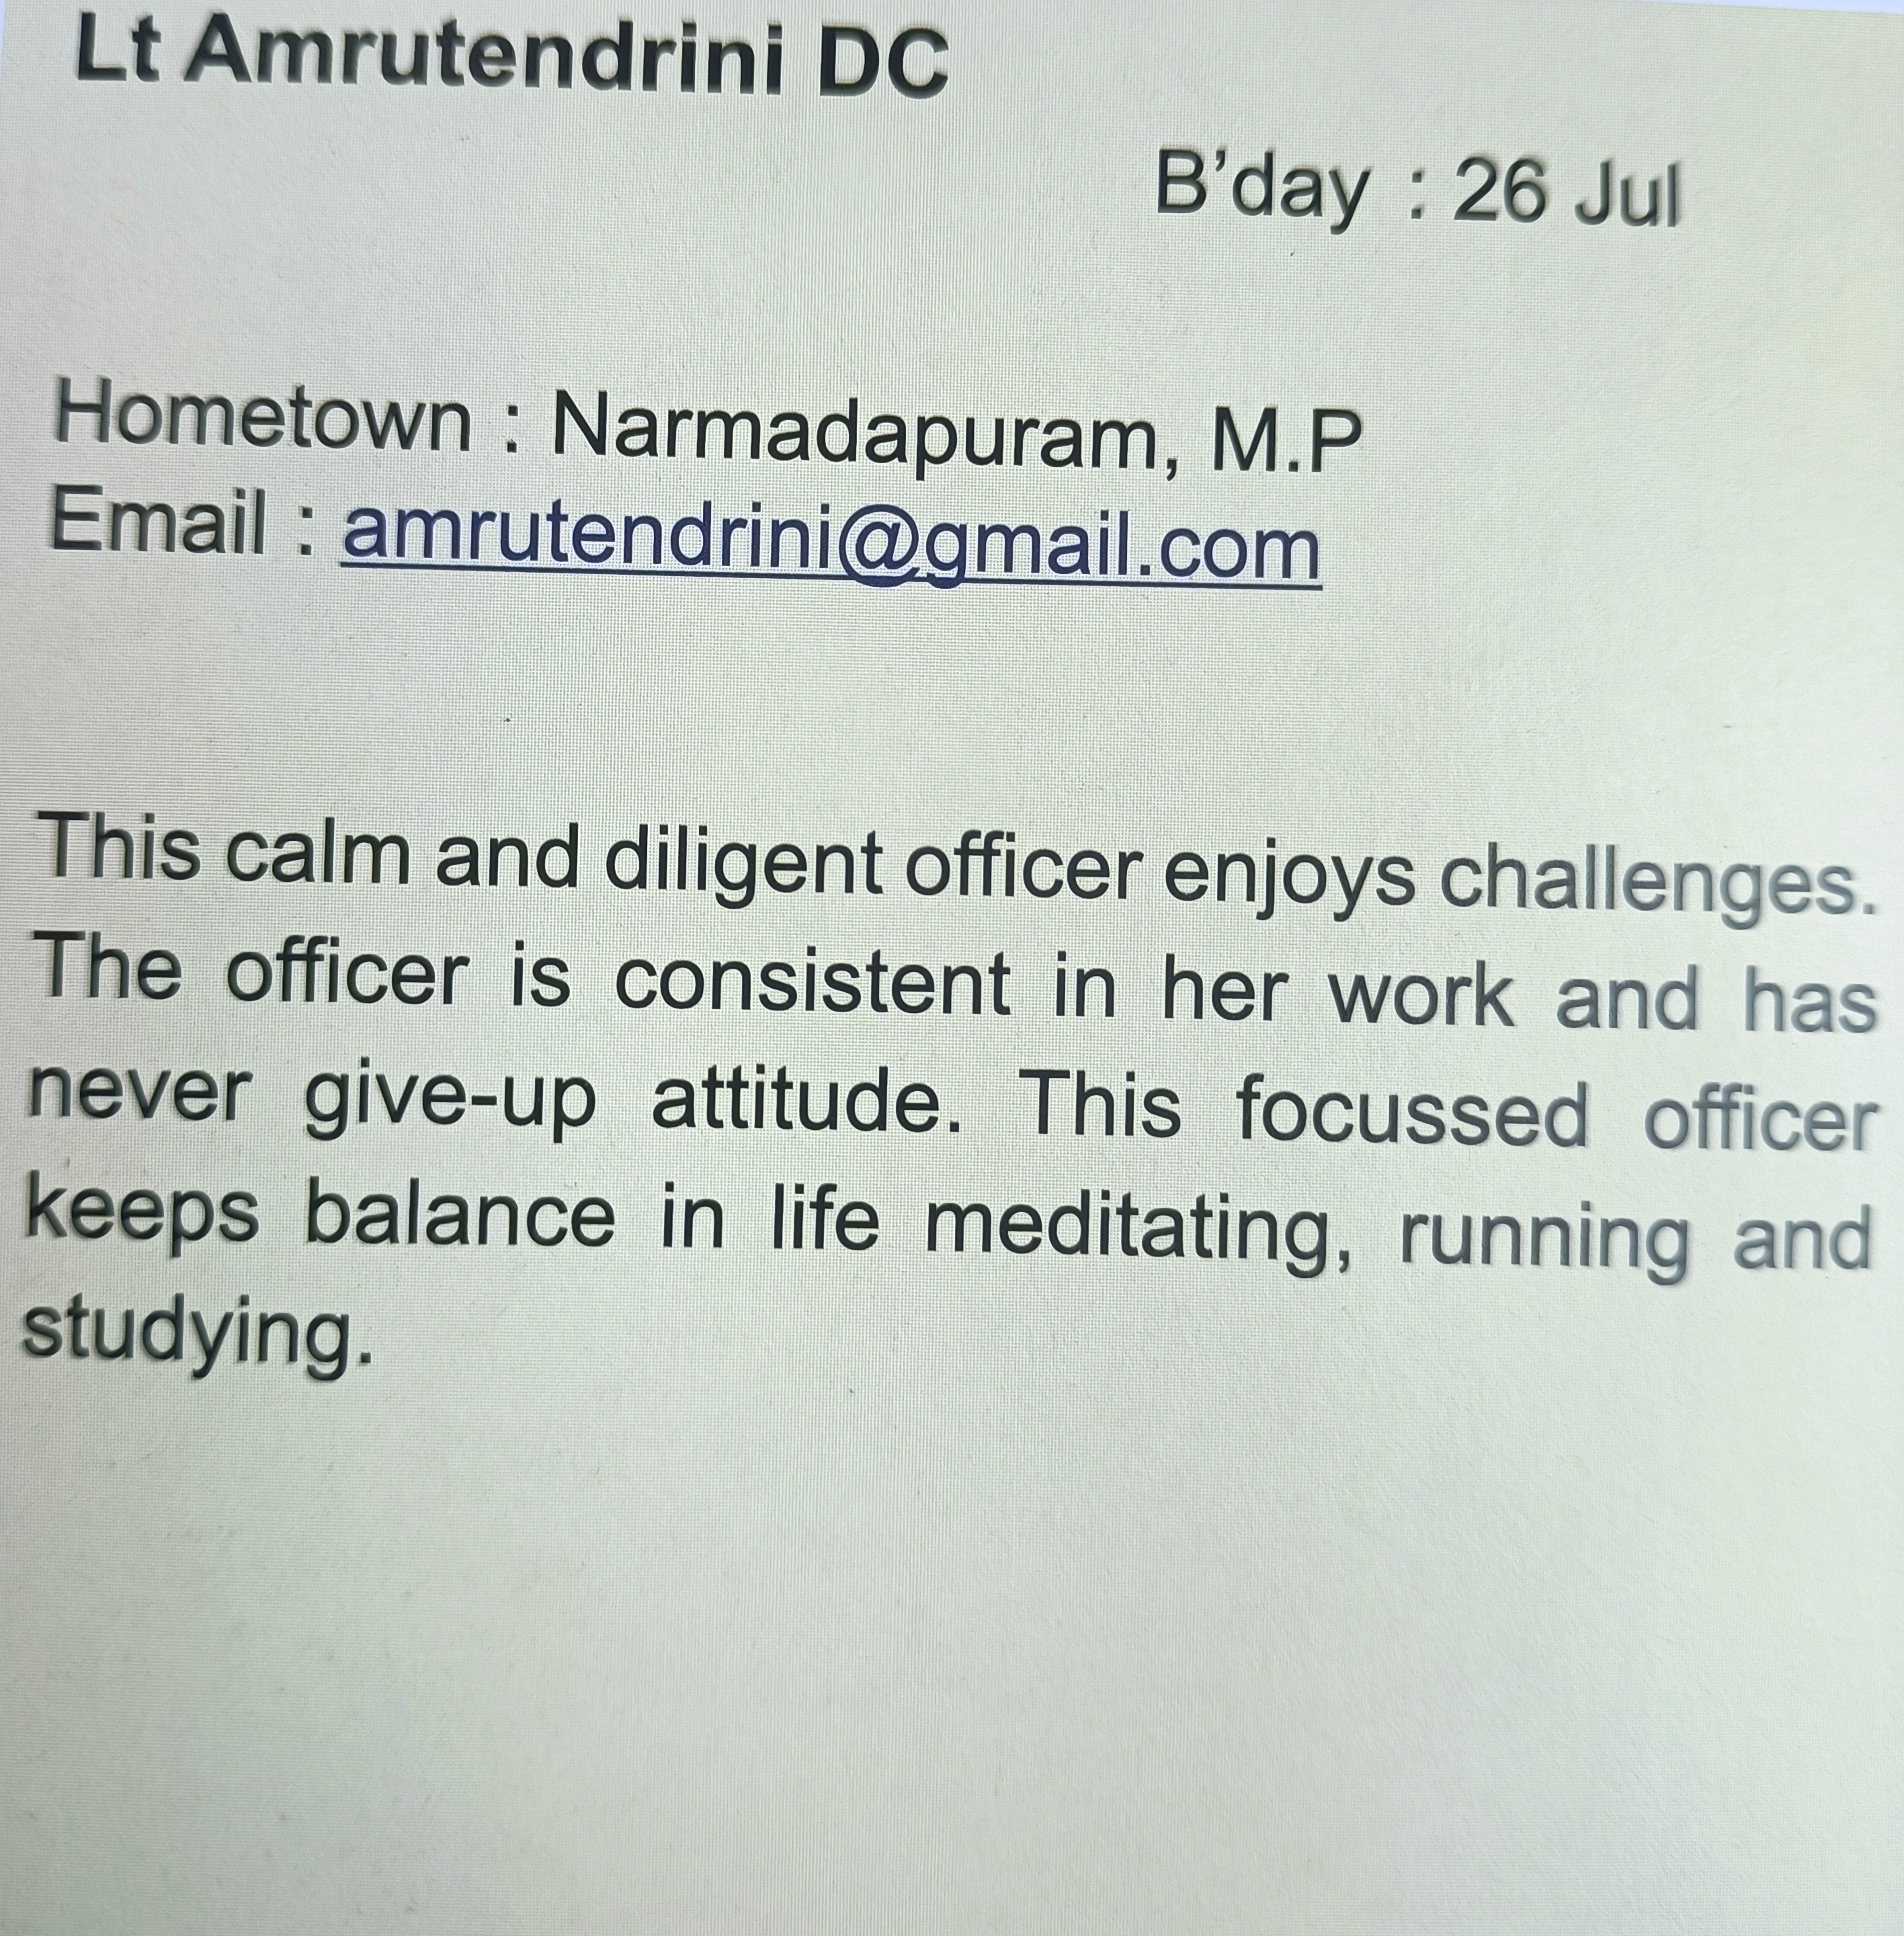 Lt Amrutendrini DC
B’day : 26 Jul
Hometown : Narmadapuram, M.P
Email : amrutendrini@gmail.com
This calm and diligent officer enjoys challenges.
The officer is consistent in her work and has
never give-up attitude. This focussed officer
keeps balance in life meditating, running and
studying.